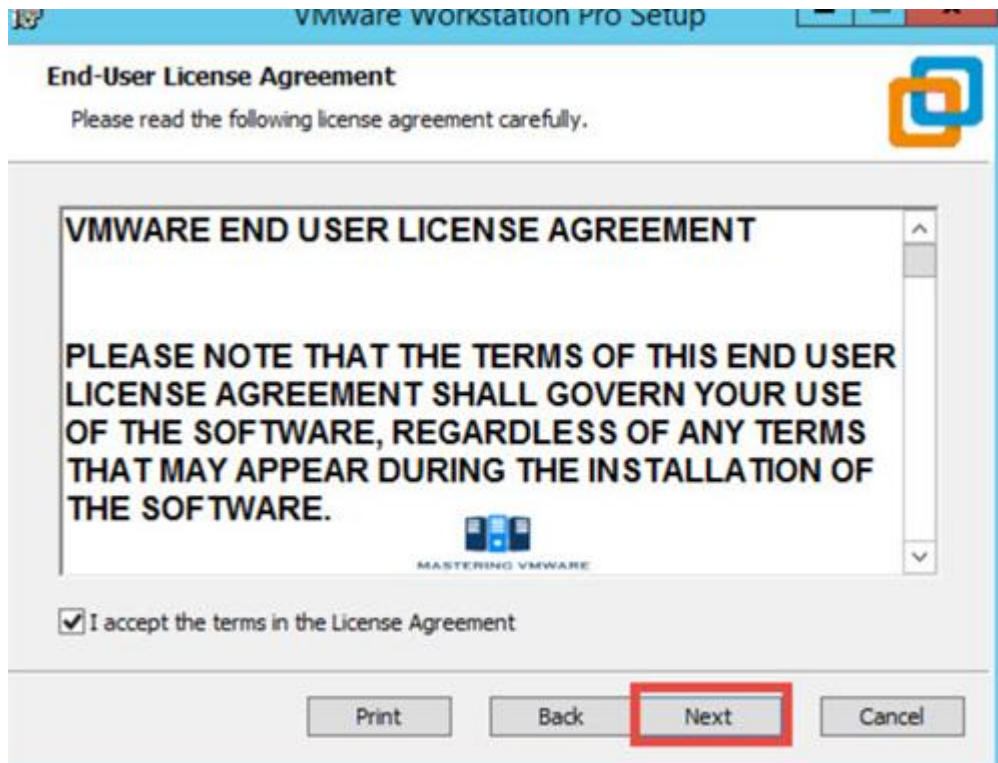 VMware Workstation Pro Setup
End-User License Agreement
Please read the following license agreement carefully.
VMWARE END USER LICENSE AGREEMENT
PLEASE NOTE THAT THE TERMS OF THIS END USER
LICENSE AGREEMENT SHALL GOVERN YOUR USE
OF THE SOFTWARE, REGARDLESS OF ANY TERMS
THAT MAY APPEAR DURING THE INSTALLATION OF
THE SOFTWARE.
MASTERING VMWARE
I accept the terms in the License Agreement
Print Back Next Cancel